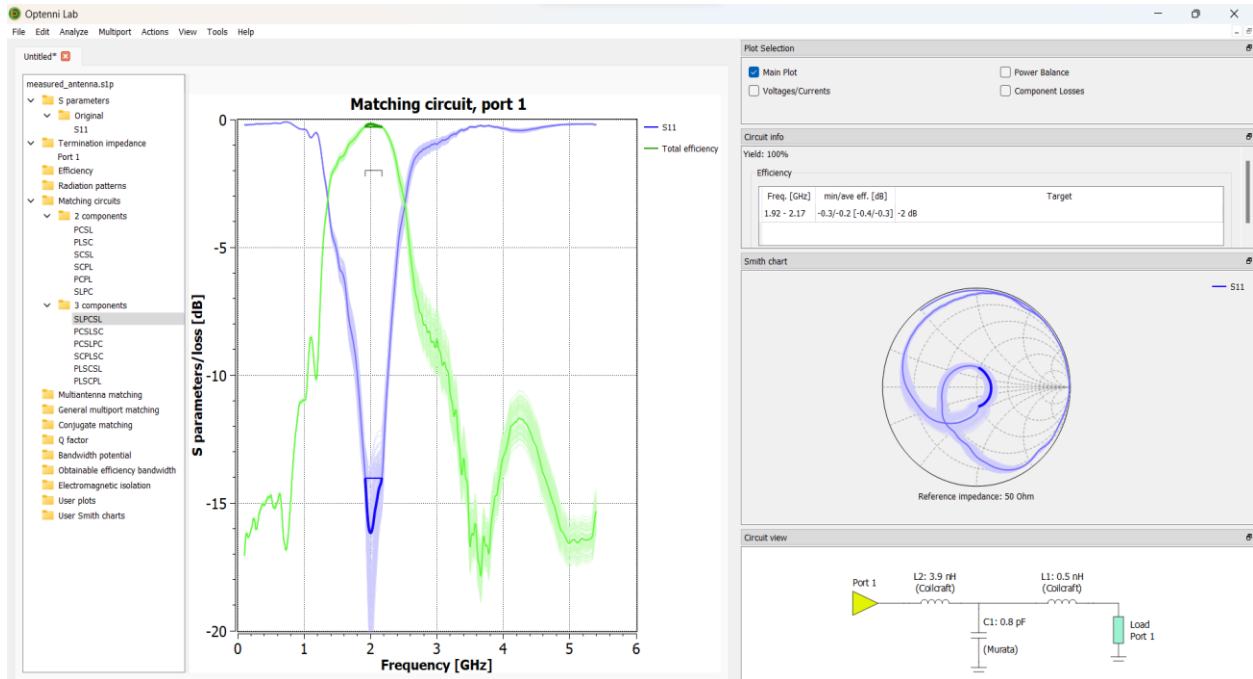 Optenni Lab
File Edit Analyze Multiport Actions View Tools Help
Untitled*
measured_antenna.s1p
S parameters
Original
S11
Termination impedance
Port 1
Efficiency
Radiation patterns
Matching circuits
2 components
PCSL
PLSC
SCSL
SCPL
PCPL
SLPC
3 components
SLPCSL
PCSLSC
PCSLPC
SCPLSC
PLSCSL
PLSCPL
Multiantenna matching
General multiport matching
Conjugate matching
Q factor
Bandwidth potential
Obtainable efficiency bandwidth
Electromagnetic isolation
User plots
User Smith charts
Matching circuit, port 1
S11
Total efficiency
S parameters/loss [dB]
0
-5
-10
-15
-20
0 1 2 3 4 5 6
Frequency [GHz]
Plot Selection
Main Plot Power Balance
Voltages/Currents Component Losses
Circuit info
Yield: 100%
Efficiency
Freq. [GHz] min/ave eff. [dB] Target
1.92 - 2.17 -0.3/-0.2 [-0.4/-0.3] -2 dB
Smith chart
S11
Reference impedance: 50 Ohm
Circuit view
Port 1
L2: 3.9 nH
(Coilcraft)
L1: 0.5 nH
(Coilcraft)
C1: 0.8 pF
(Murata)
Load
Port 1